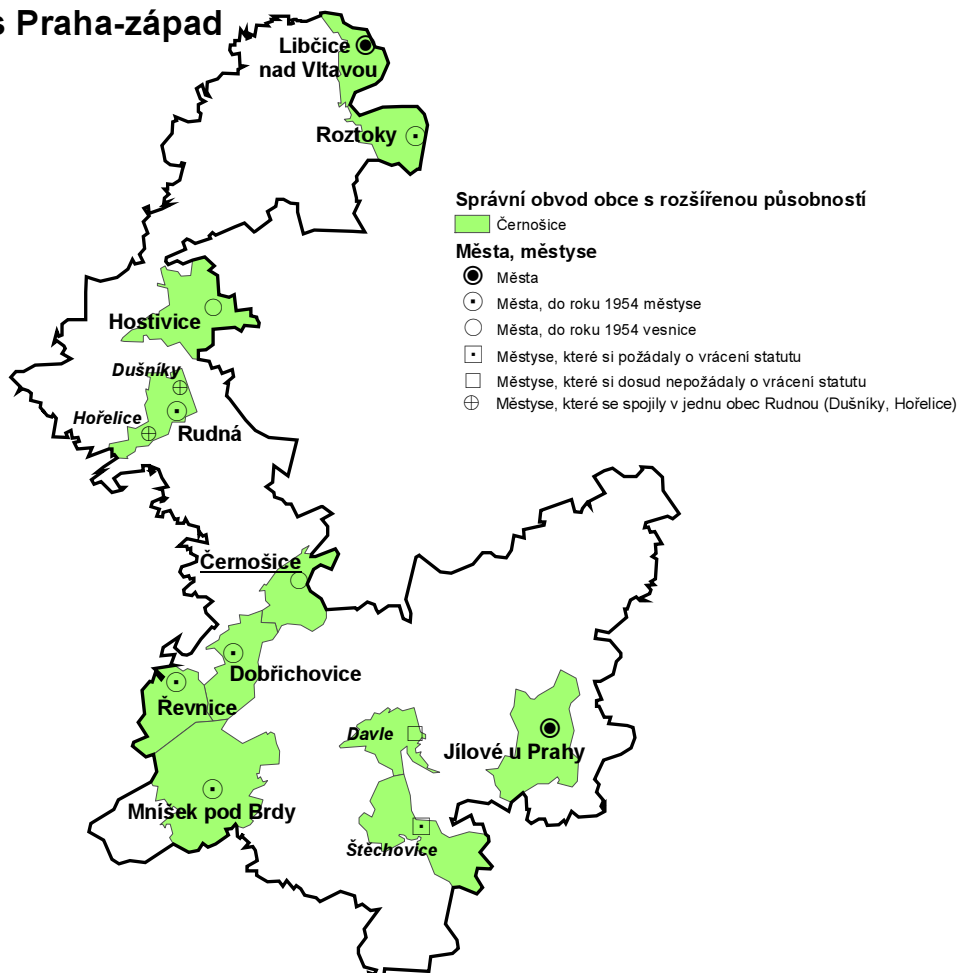 s Praha-západ
Libčice
nad Vltavou
Roztoky
Správní obvod obce s rozšířenou působností
Černošice
Města, městyse
Města
Města, do roku 1954 městyse
Města, do roku 1954 vesnice
Městyse, které si požádaly o vrácení statutu
Městyse, které si dosud nepožádaly o vrácení statutu
Městyse, které se spojily v jednu obec Rudnou (Dušníky, Hořelice)
Hostivice
Dušníky
Hořelice
Rudná
Černošice
Dobřichovice
Řevnice
Davle
Jílové u Prahy
Mníšek pod Brdy
Štěchovice